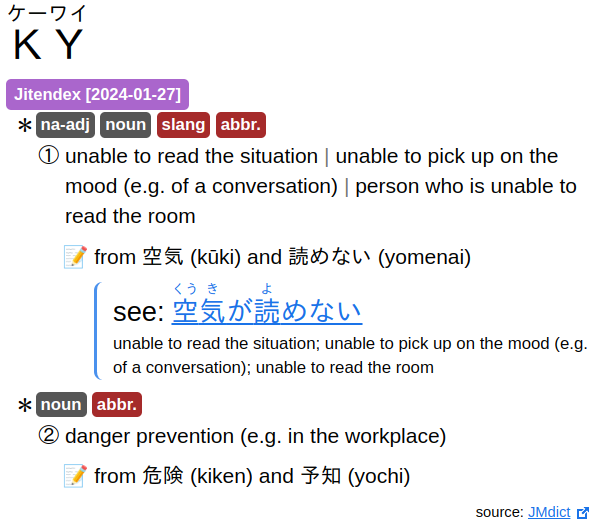 ケーワイ
ＫＹ
Jitendex [2024-01-27]
＊ na-adj noun slang abbr.
① unable to read the situation | unable to pick up on the
mood (e.g. of a conversation) | person who is unable to
read the room
📝 from 空気 (kūki) and 読めない (yomenai)
くう き よ
see: 空気が読めない
unable to read the situation; unable to pick up on the mood (e.g.
of a conversation); unable to read the room
＊ noun abbr.
② danger prevention (e.g. in the workplace)
📝 from 危険 (kiken) and 予知 (yochi)
source: JMdict